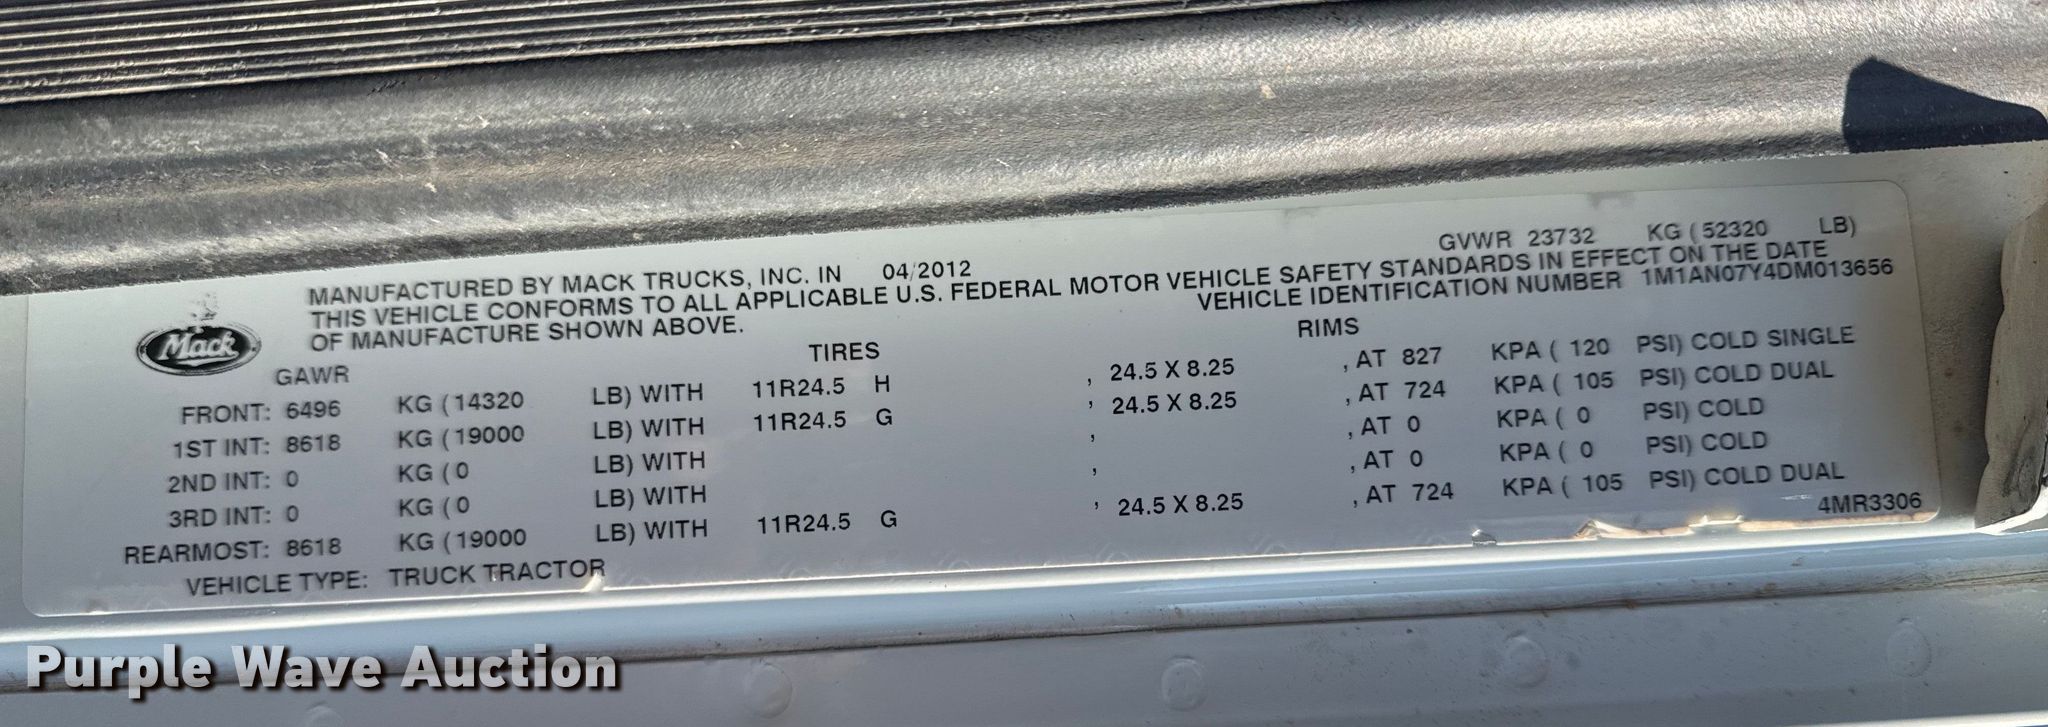 GVWR 23732 KG ( 52320 LB)
MANUFACTURED BY MACK TRUCKS, INC. IN 04/2012
THIS VEHICLE CONFORMS TO ALL APPLICABLE U.S. FEDERAL MOTOR VEHICLE SAFETY STANDARDS IN EFFECT ON THE DATE
OF MANUFACTURE SHOWN ABOVE. VEHICLE IDENTIFICATION NUMBER 1M1AN07Y4DM013656
Mack
GAWR TIRES RIMS
FRONT: 6496 KG ( 14320 LB) WITH 11R24.5 H , 24.5 X 8.25 , AT 827 KPA ( 120 PSI) COLD SINGLE
1ST INT: 8618 KG ( 19000 LB) WITH 11R24.5 G , 24.5 X 8.25 , AT 724 KPA ( 105 PSI) COLD DUAL
2ND INT: 0 KG ( 0 LB) WITH , , AT 0 KPA ( 0 PSI) COLD
3RD INT: 0 KG ( 0 LB) WITH , , AT 0 KPA ( 0 PSI) COLD
REARMOST: 8618 KG ( 19000 LB) WITH 11R24.5 G , 24.5 X 8.25 , AT 724 KPA ( 105 PSI) COLD DUAL
VEHICLE TYPE: TRUCK TRACTOR 4MR3306
Purple Wave Auction